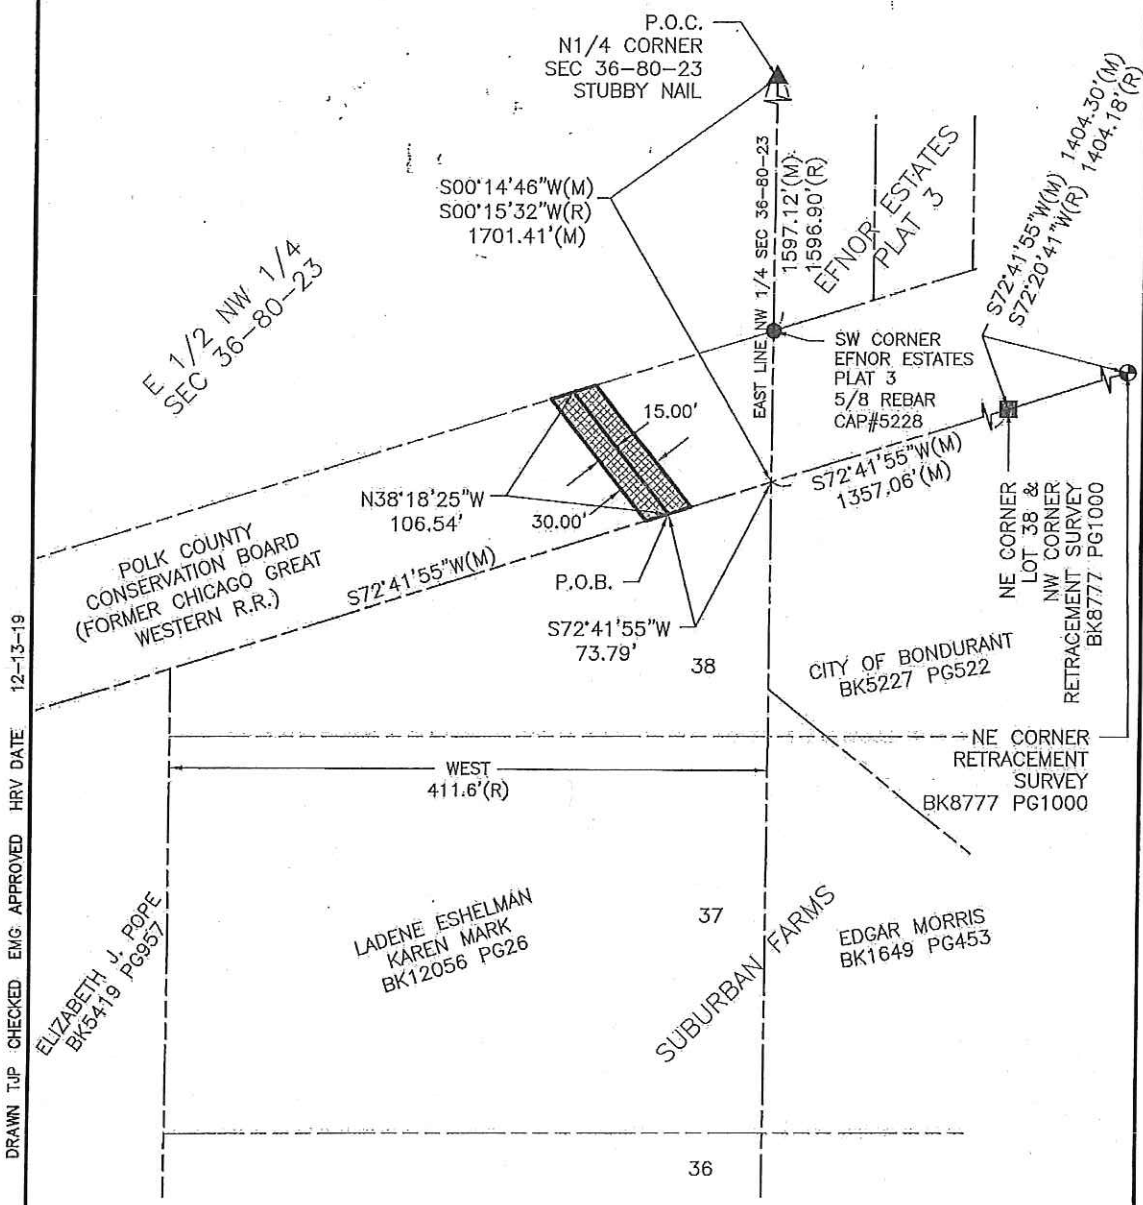 P.O.C.
N1/4 CORNER
SEC 36-80-23
STUBBY NAIL
S00°14'46"W(M)
S00°15'32"W(R)
1701.41'(M)
EAST LINE NW 1/4 SEC 36-80-23
1597.12'(M)
1596.90'(R)
EFNOR ESTATES
PLAT 3
S72°41'55"W(M) 1404.30'(M)
S72°20'41"W(R) 1404.18'(R)
E 1/2 NW 1/4
SEC 36-80-23
SW CORNER
EFNOR ESTATES
PLAT 3
5/8 REBAR
CAP#5228
15.00'
N38°18'25"W
106.54'
30.00'
S72°41'55"W(M)
1357.06'(M)
NE CORNER
LOT 38 &
NW CORNER
RETRACEMENT SURVEY
BK8777 PG1000
POLK COUNTY
CONSERVATION BOARD
(FORMER CHICAGO GREAT
WESTERN R.R.)
S72°41'55"W(M)
P.O.B.
S72°41'55"W
73.79'
38
CITY OF BONDURANT
BK5227 PG522
NE CORNER
RETRACEMENT
SURVEY
BK8777 PG1000
WEST
411.6'(R)
ELIZABETH J. POPE
BK5419 PG957
LADENE ESHELMAN
KAREN MARK
BK12056 PG26
37
SUBURBAN FARMS
EDGAR MORRIS
BK1649 PG453
36
DRAWN TJP CHECKED EMG APPROVED HRV DATE 12-13-19